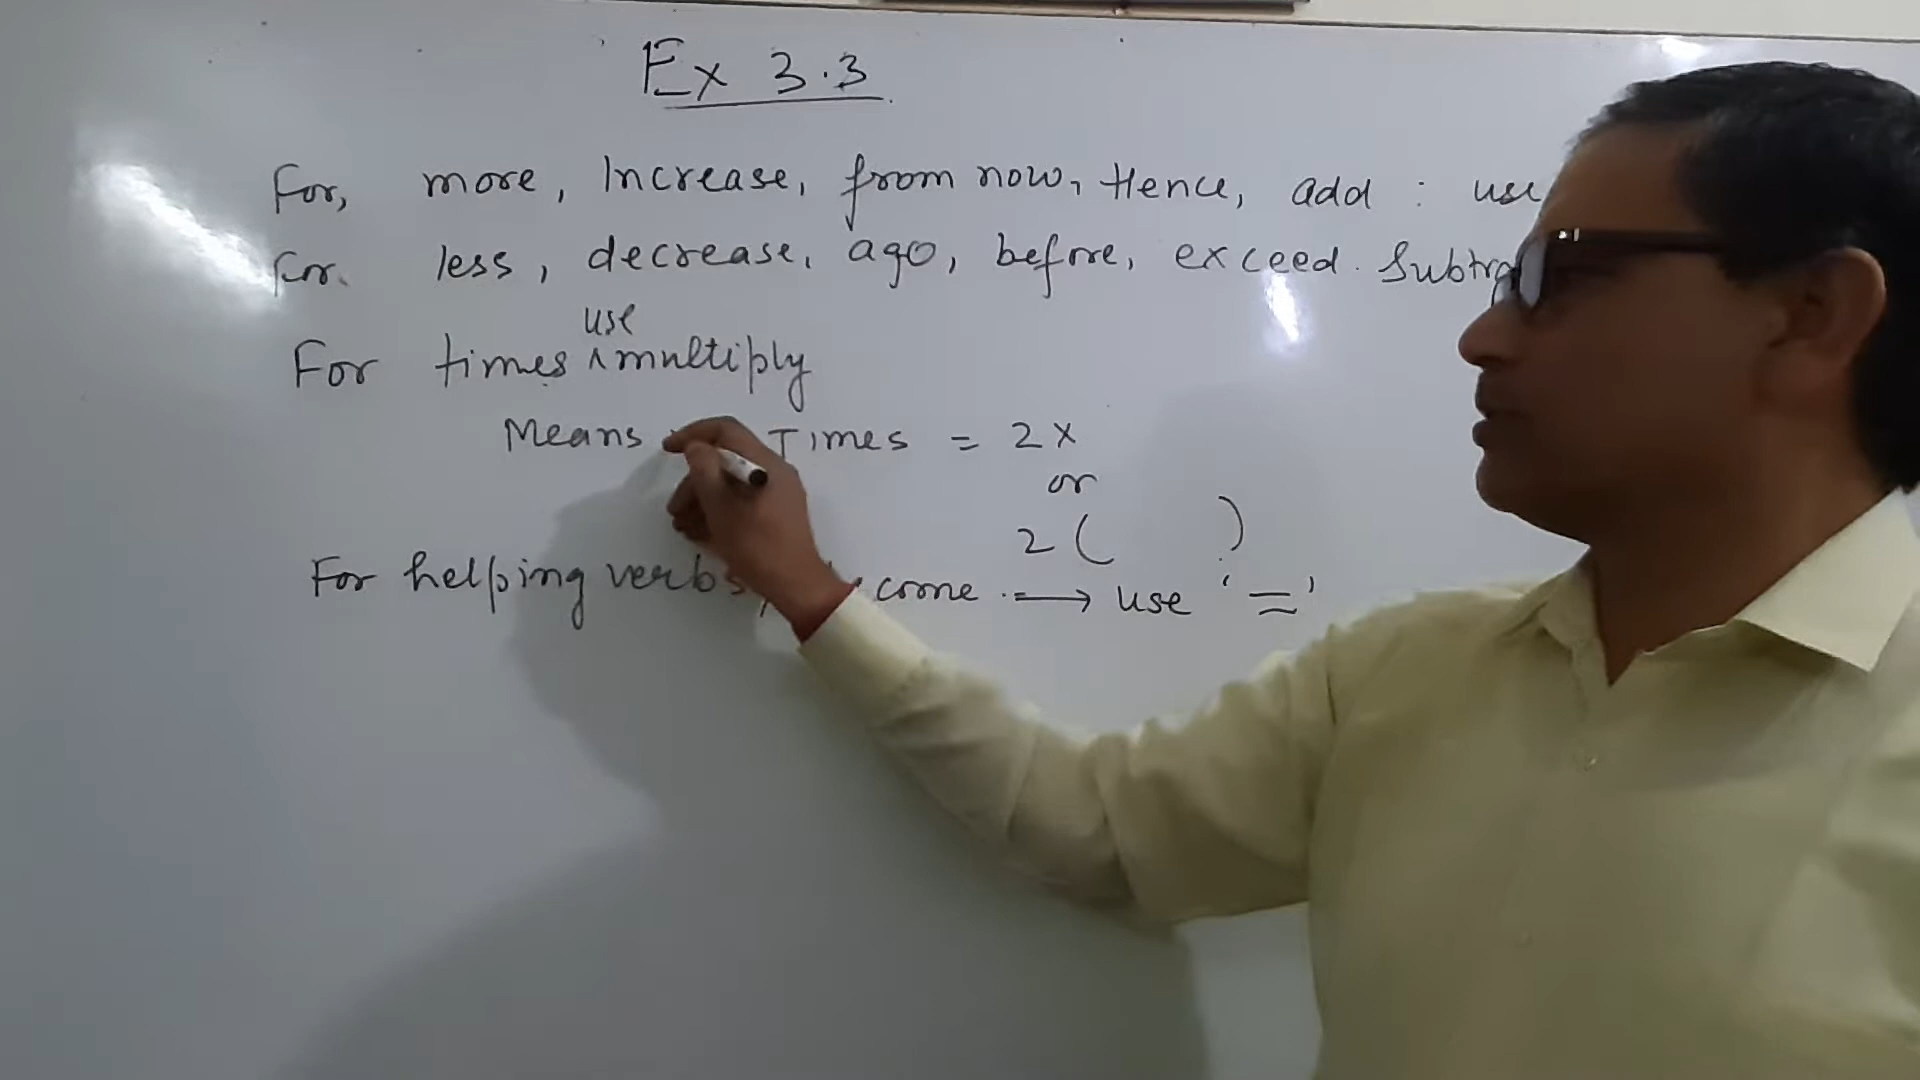 Ex 3.3
For, more, Increase, from now, Hence, add : use
For less, decrease, ago, before, exceed. Subtra
use
For times ^ multiply
Means Times = 2x
or
2 ( )
For helping verbs, come → use '='